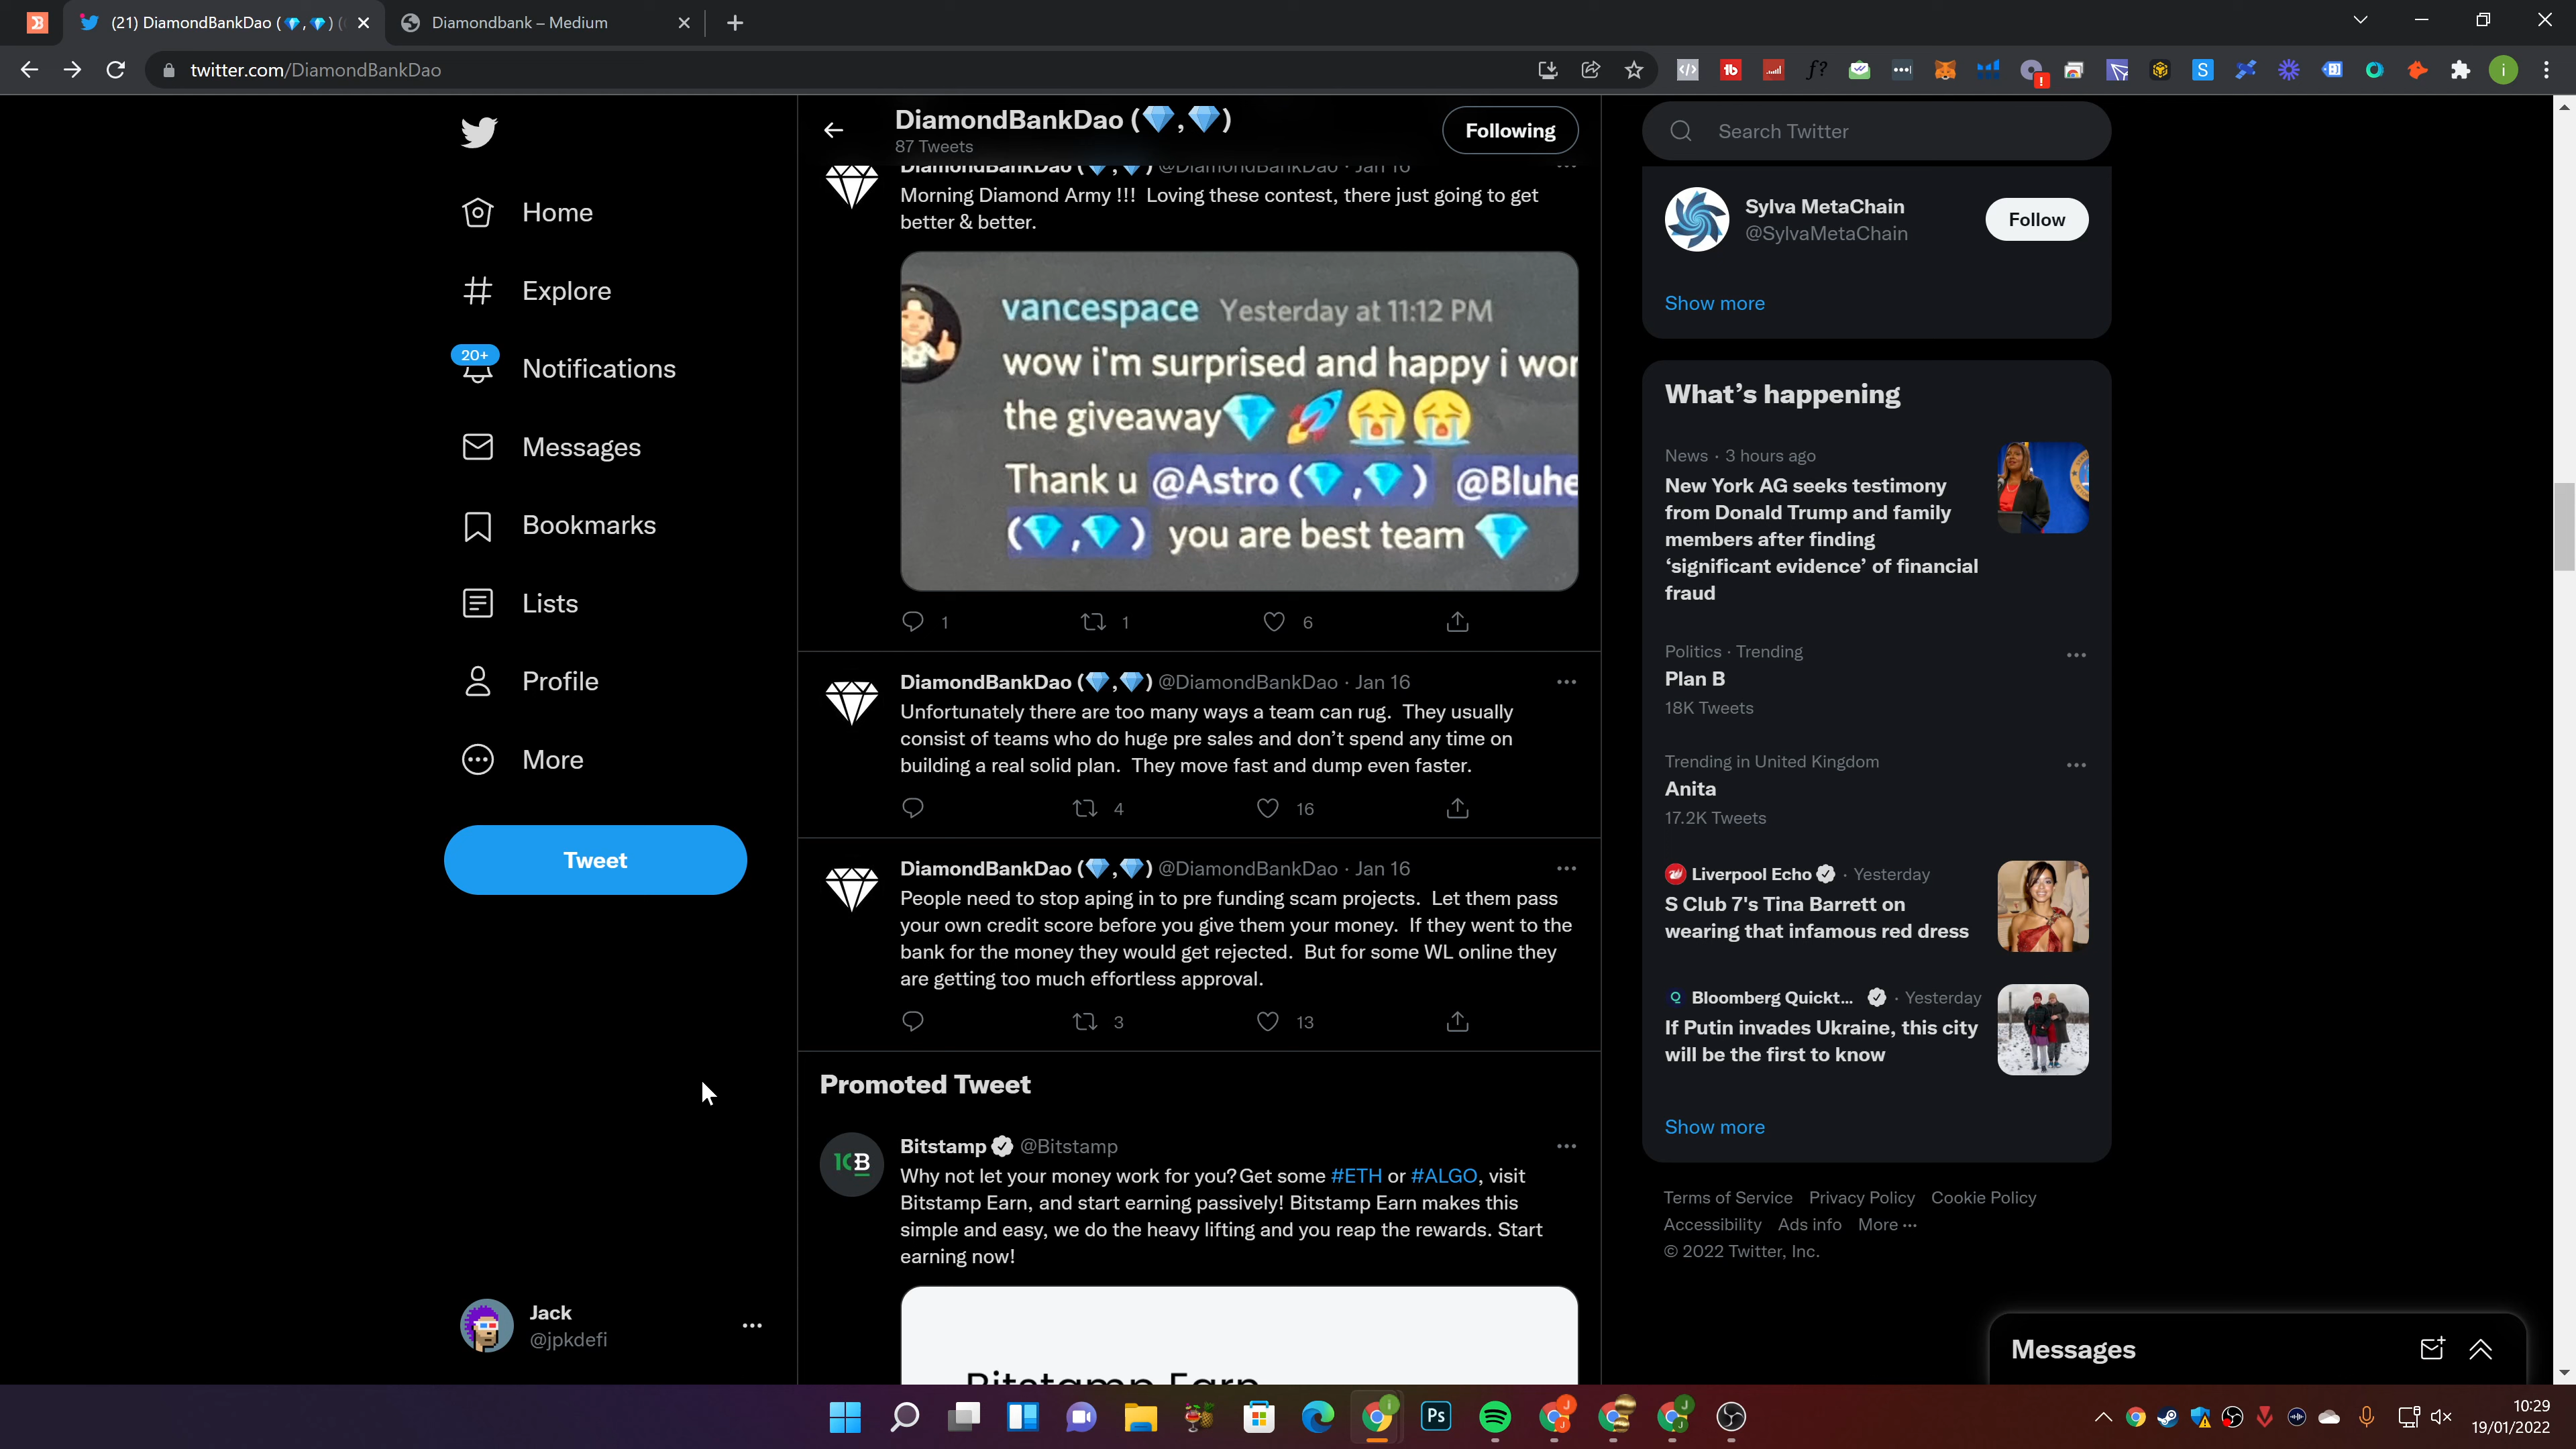 (21) DiamondBankDao (💎,💎) (
Diamondbank – Medium
twitter.com/DiamondBankDao
DiamondBankDao (💎,💎)
87 Tweets
Following
Search Twitter
Home
Explore
20+
Notifications
Messages
Bookmarks
Lists
Profile
More
Tweet
Jack
@jpkdefi
DiamondBankDao (💎,💎) @DiamondBankDao · Jan 16
Morning Diamond Army !!! Loving these contest, there just going to get
better & better.
vancespace Yesterday at 11:12 PM
wow i'm surprised and happy i wor
the giveaway💎🚀😭😭
Thank u @Astro (💎,💎) @Bluhe
(💎,💎) you are best team 💎
1 1 6
DiamondBankDao (💎,💎) @DiamondBankDao · Jan 16
Unfortunately there are too many ways a team can rug. They usually
consist of teams who do huge pre sales and don’t spend any time on
building a real solid plan. They move fast and dump even faster.
4 16
DiamondBankDao (💎,💎) @DiamondBankDao · Jan 16
People need to stop aping in to pre funding scam projects. Let them pass
your own credit score before you give them your money. If they went to the
bank for the money they would get rejected. But for some WL online they
are getting too much effortless approval.
3 13
Promoted Tweet
Bitstamp @Bitstamp
Why not let your money work for you? Get some #ETH or #ALGO, visit
Bitstamp Earn, and start earning passively! Bitstamp Earn makes this
simple and easy, we do the heavy lifting and you reap the rewards. Start
earning now!
Bitstamp Earn
Sylva MetaChain
@SylvaMetaChain
Follow
Show more
What’s happening
News · 3 hours ago
New York AG seeks testimony
from Donald Trump and family
members after finding
‘significant evidence’ of financial
fraud
Politics · Trending
Plan B
18K Tweets
Trending in United Kingdom
Anita
17.2K Tweets
Liverpool Echo · Yesterday
S Club 7's Tina Barrett on
wearing that infamous red dress
Bloomberg Quickt... · Yesterday
If Putin invades Ukraine, this city
will be the first to know
Show more
Terms of Service Privacy Policy Cookie Policy
Accessibility Ads info More ···
© 2022 Twitter, Inc.
Messages
10:29
19/01/2022